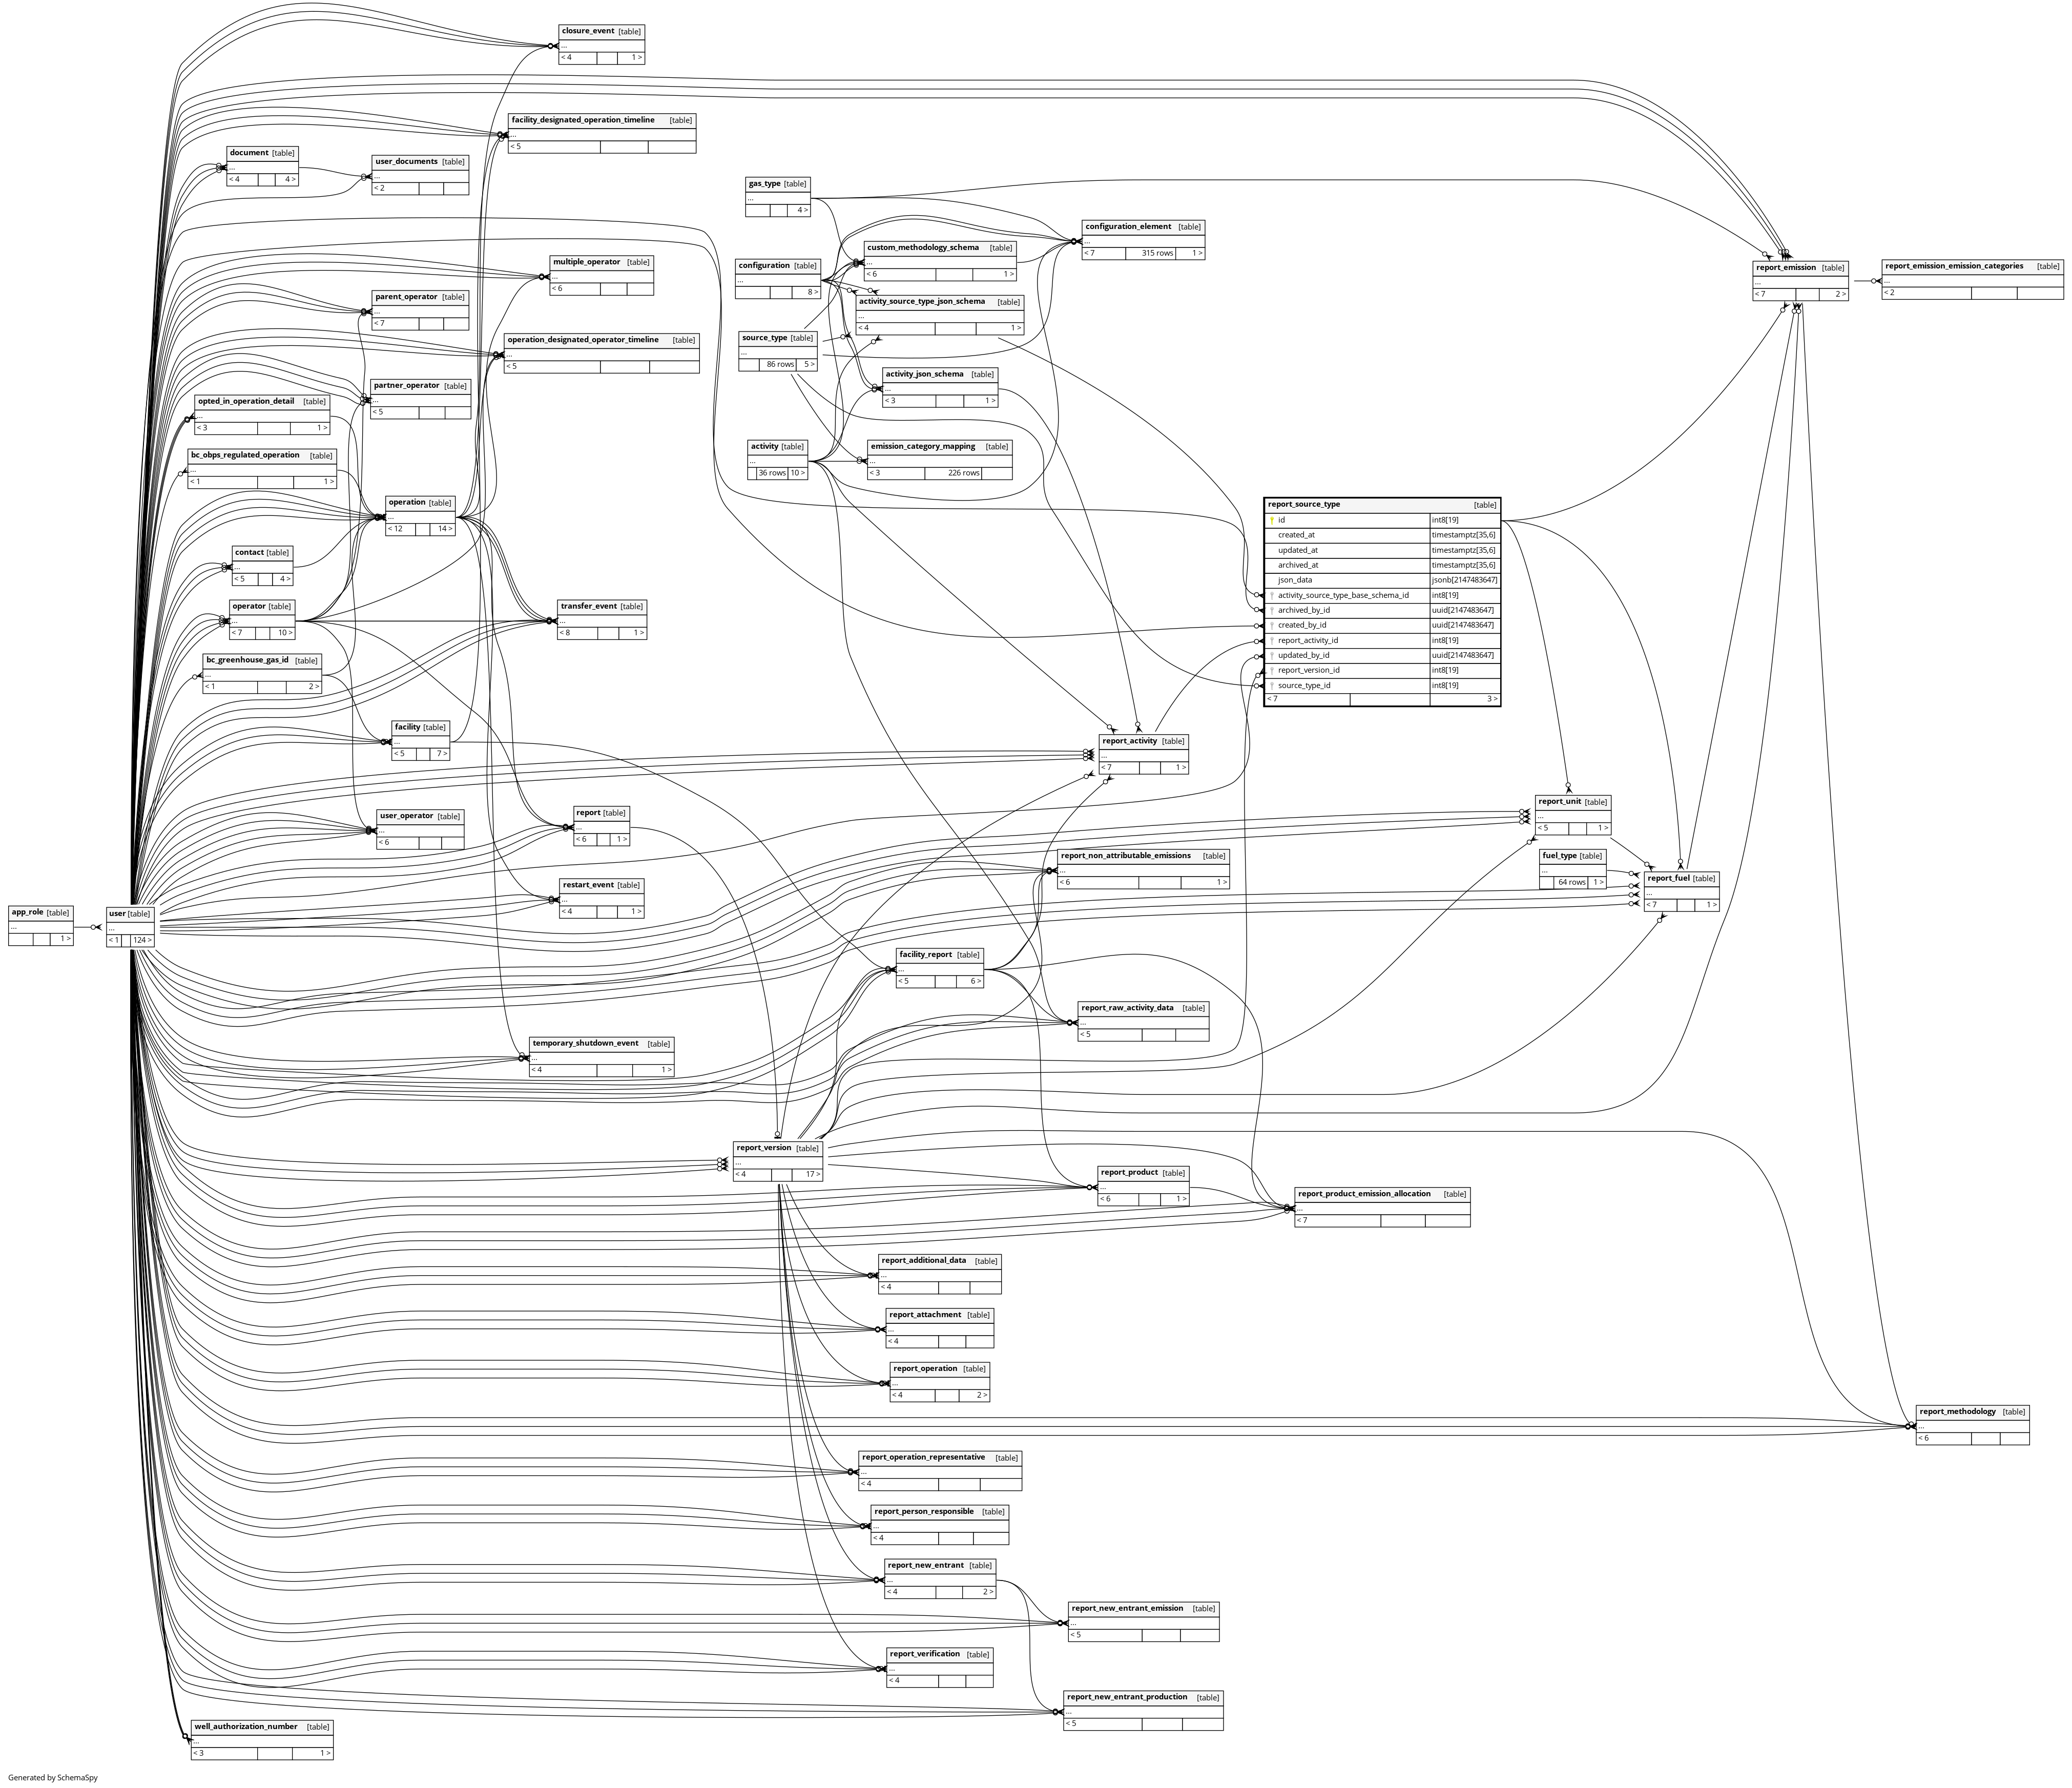 closure_event [table]
...
< 4 1 >
facility_designated_operation_timeline [table]
...
< 5
document [table]
...
< 4 4 >
user_documents [table]
...
< 2
gas_type [table]
...
4 >
configuration_element [table]
...
< 7 315 rows 1 >
custom_methodology_schema [table]
...
< 6 1 >
multiple_operator [table]
...
< 6
configuration [table]
...
8 >
report_emission [table]
...
< 7 2 >
report_emission_emission_categories [table]
...
< 2
parent_operator [table]
...
< 7
activity_source_type_json_schema [table]
...
< 4 1 >
operation_designated_operator_timeline [table]
...
< 5
source_type [table]
...
86 rows 5 >
activity_json_schema [table]
...
< 3 1 >
partner_operator [table]
...
< 5
opted_in_operation_detail [table]
...
< 3 1 >
activity [table]
...
36 rows 10 >
emission_category_mapping [table]
...
< 3 226 rows
bc_obps_regulated_operation [table]
...
< 1 1 >
operation [table]
...
< 12 14 >
report_source_type [table]
id int8[19]
created_at timestamptz[35,6]
updated_at timestamptz[35,6]
archived_at timestamptz[35,6]
json_data jsonb[2147483647]
activity_source_type_base_schema_id int8[19]
archived_by_id uuid[2147483647]
created_by_id uuid[2147483647]
report_activity_id int8[19]
updated_by_id uuid[2147483647]
report_version_id int8[19]
source_type_id int8[19]
< 7 3 >
contact [table]
...
< 5 4 >
operator [table]
...
< 7 10 >
transfer_event [table]
...
< 8 1 >
bc_greenhouse_gas_id [table]
...
< 1 2 >
facility [table]
...
< 5 7 >
report_activity [table]
...
< 7 1 >
user_operator [table]
...
< 6
report [table]
...
< 6 1 >
report_unit [table]
...
< 5 1 >
report_non_attributable_emissions [table]
...
< 6 1 >
fuel_type [table]
...
64 rows 1 >
report_fuel [table]
...
< 7 1 >
restart_event [table]
...
< 4 1 >
app_role [table]
...
1 >
user [table]
...
< 1 124 >
facility_report [table]
...
< 5 6 >
report_raw_activity_data [table]
...
< 5
temporary_shutdown_event [table]
...
< 4 1 >
report_version [table]
...
< 4 17 >
report_product [table]
...
< 6 1 >
report_product_emission_allocation [table]
...
< 7
report_additional_data [table]
...
< 4
report_attachment [table]
...
< 4
report_operation [table]
...
< 4 2 >
report_methodology [table]
...
< 6
report_operation_representative [table]
...
< 4
report_person_responsible [table]
...
< 4
report_new_entrant [table]
...
< 4 2 >
report_new_entrant_emission [table]
...
< 5
report_verification [table]
...
< 4
report_new_entrant_production [table]
...
< 5
well_authorization_number [table]
...
< 3 1 >
Generated by SchemaSpy